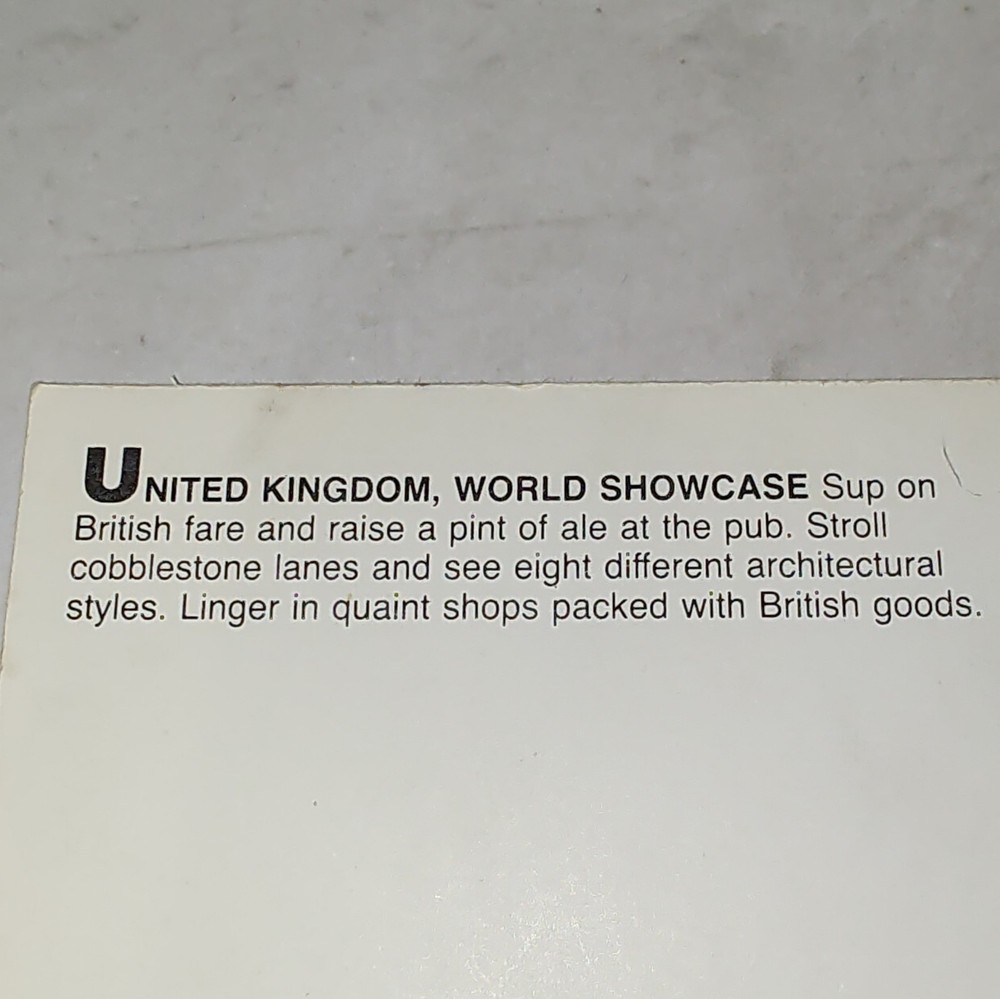 UNITED KINGDOM, WORLD SHOWCASE Sup on
British fare and raise a pint of ale at the pub. Stroll
cobblestone lanes and see eight different architectural
styles. Linger in quaint shops packed with British goods.